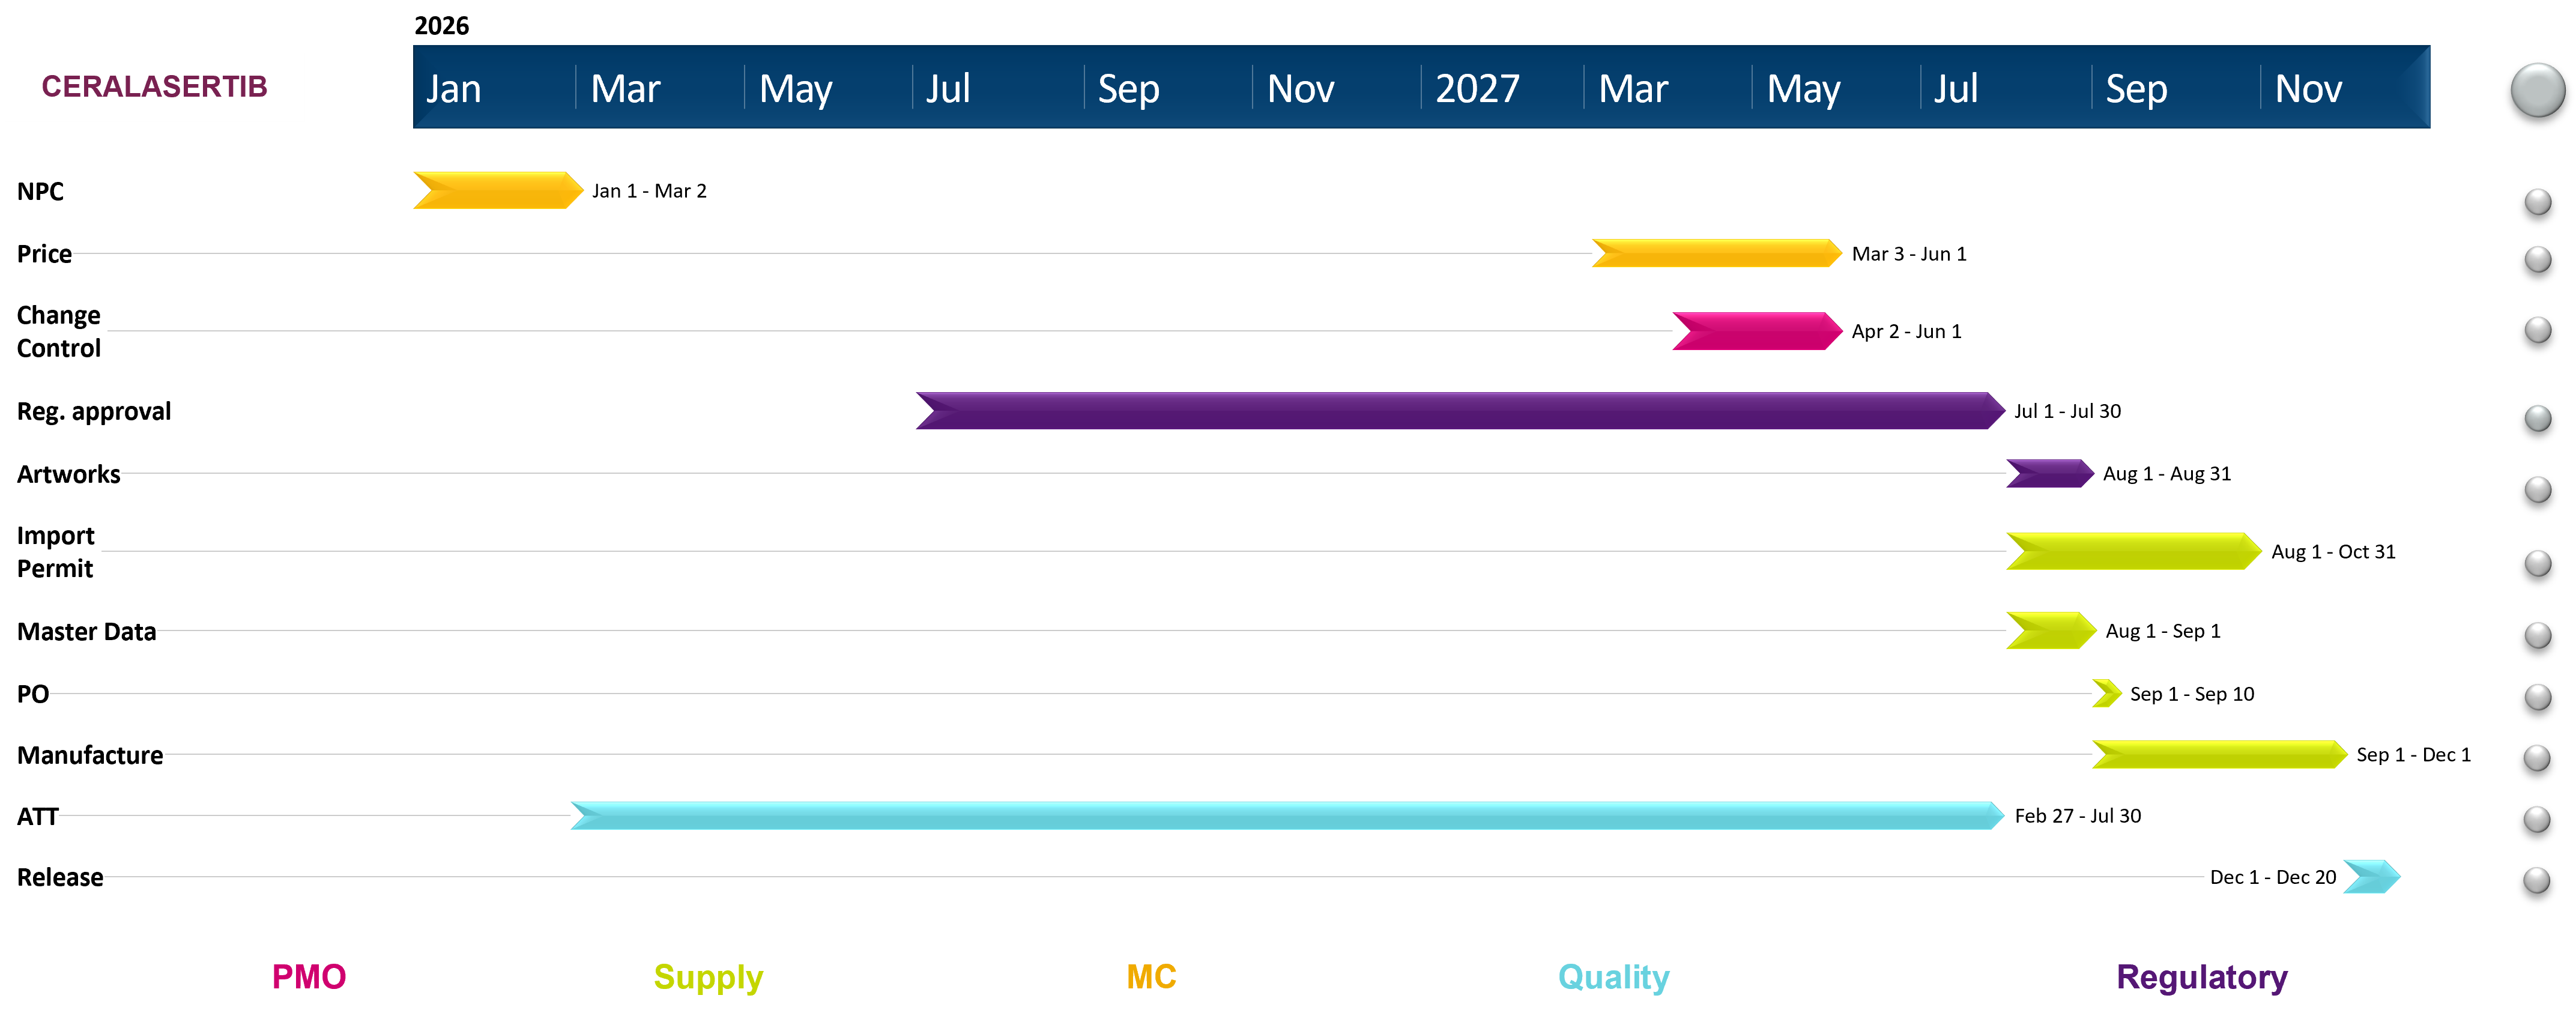 2026
CERALASERTIB
Jan Mar May Jul Sep Nov 2027 Mar May Jul Sep Nov
NPC Jan 1 - Mar 2
Price Mar 3 - Jun 1
Change
Control Apr 2 - Jun 1
Reg. approval Jul 1 - Jul 30
Artworks Aug 1 - Aug 31
Import
Permit Aug 1 - Oct 31
Master Data Aug 1 - Sep 1
PO Sep 1 - Sep 10
Manufacture Sep 1 - Dec 1
ATT Feb 27 - Jul 30
Release Dec 1 - Dec 20
PMO Supply MC Quality Regulatory